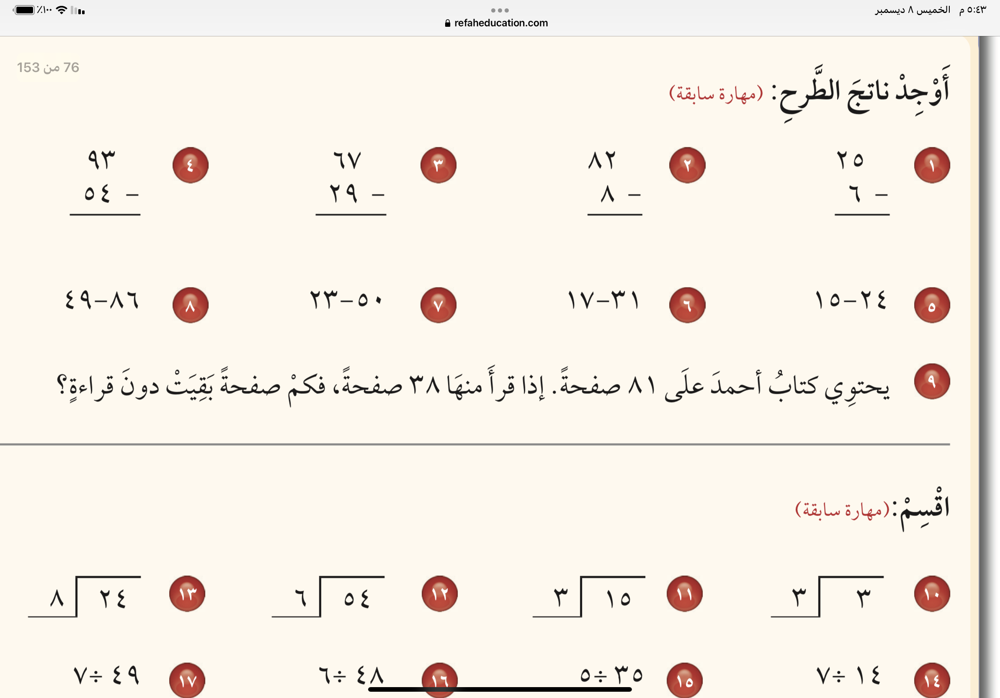 ٥:٤٣ م الخميس ٨ ديسمبر ٪١٠٠
refaheducation.com
76 من 153
أَوْجِدْ ناتجَ الطَّرحِ: (مهارة سابقة)
١ ٢٥ ٢ ٨٢ ٣ ٦٧ ٤ ٩٣
− ٦ − ٨ − ٢٩ − ٥٤
٥ ٢٤−١٥ ٦ ٣١−١٧ ٧ ٥٠−٢٣ ٨ ٨٦−٤٩
٩ يحتوِي كتابُ أحمدَ علَى ٨١ صفحةً. إذا قرأَ منهَا ٣٨ صفحةً، فكمْ صفحةً بَقِيَتْ دونَ قراءةٍ؟
اقْسِمْ: (مهارة سابقة)
١٠ ٣ ٣ ١١ ١٥ ٣ ١٢ ٥٤ ٦ ١٣ ٢٤ ٨
١٤ ١٤ ÷ ٧ ١٥ ٣٥ ÷ ٥ ١٦ ٤٨ ÷ ٦ ١٧ ٤٩ ÷ ٧